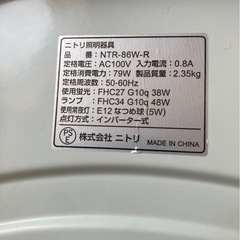 ニトリ照明器具
品番：NTR-86W-R
定格電圧：AC100V 入力電流：0.8A
定格消費電力：79W 製品質量：2.35kg
定格周波数：50-60Hz
使用蛍光：FHC27 G10q 38W
ランプ：FHC34 G10q 48W
使用電球：E12 なつめ球 (5W)
点灯方式：インバーター式
PSE 株式会社 ニトリ
MADE IN CHINA